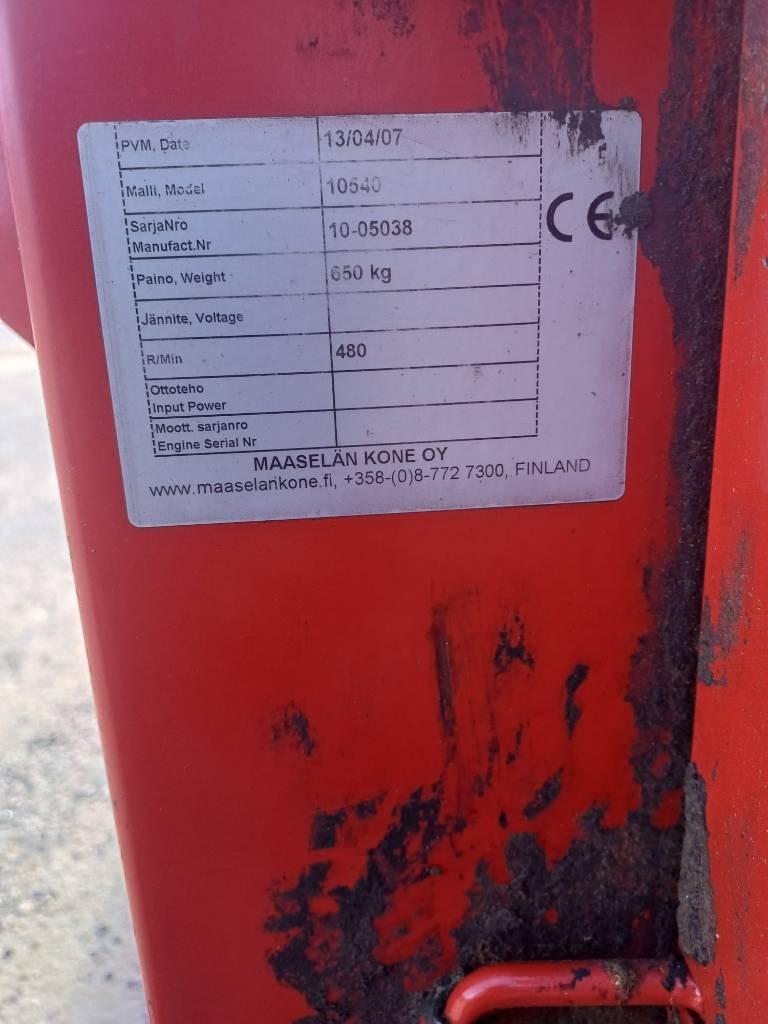 PVM, Date 13/04/07
Malli, Model 10540
SarjaNro
Manufact.Nr 10-05038
Paino, Weight 650 kg
Jännite, Voltage
R/Min 480
Ottoteho
Input Power
Moott. sarjanro
Engine Serial Nr
CE
MAASELÄN KONE OY
www.maaselankone.fi, +358-(0)8-772 7300, FINLAND